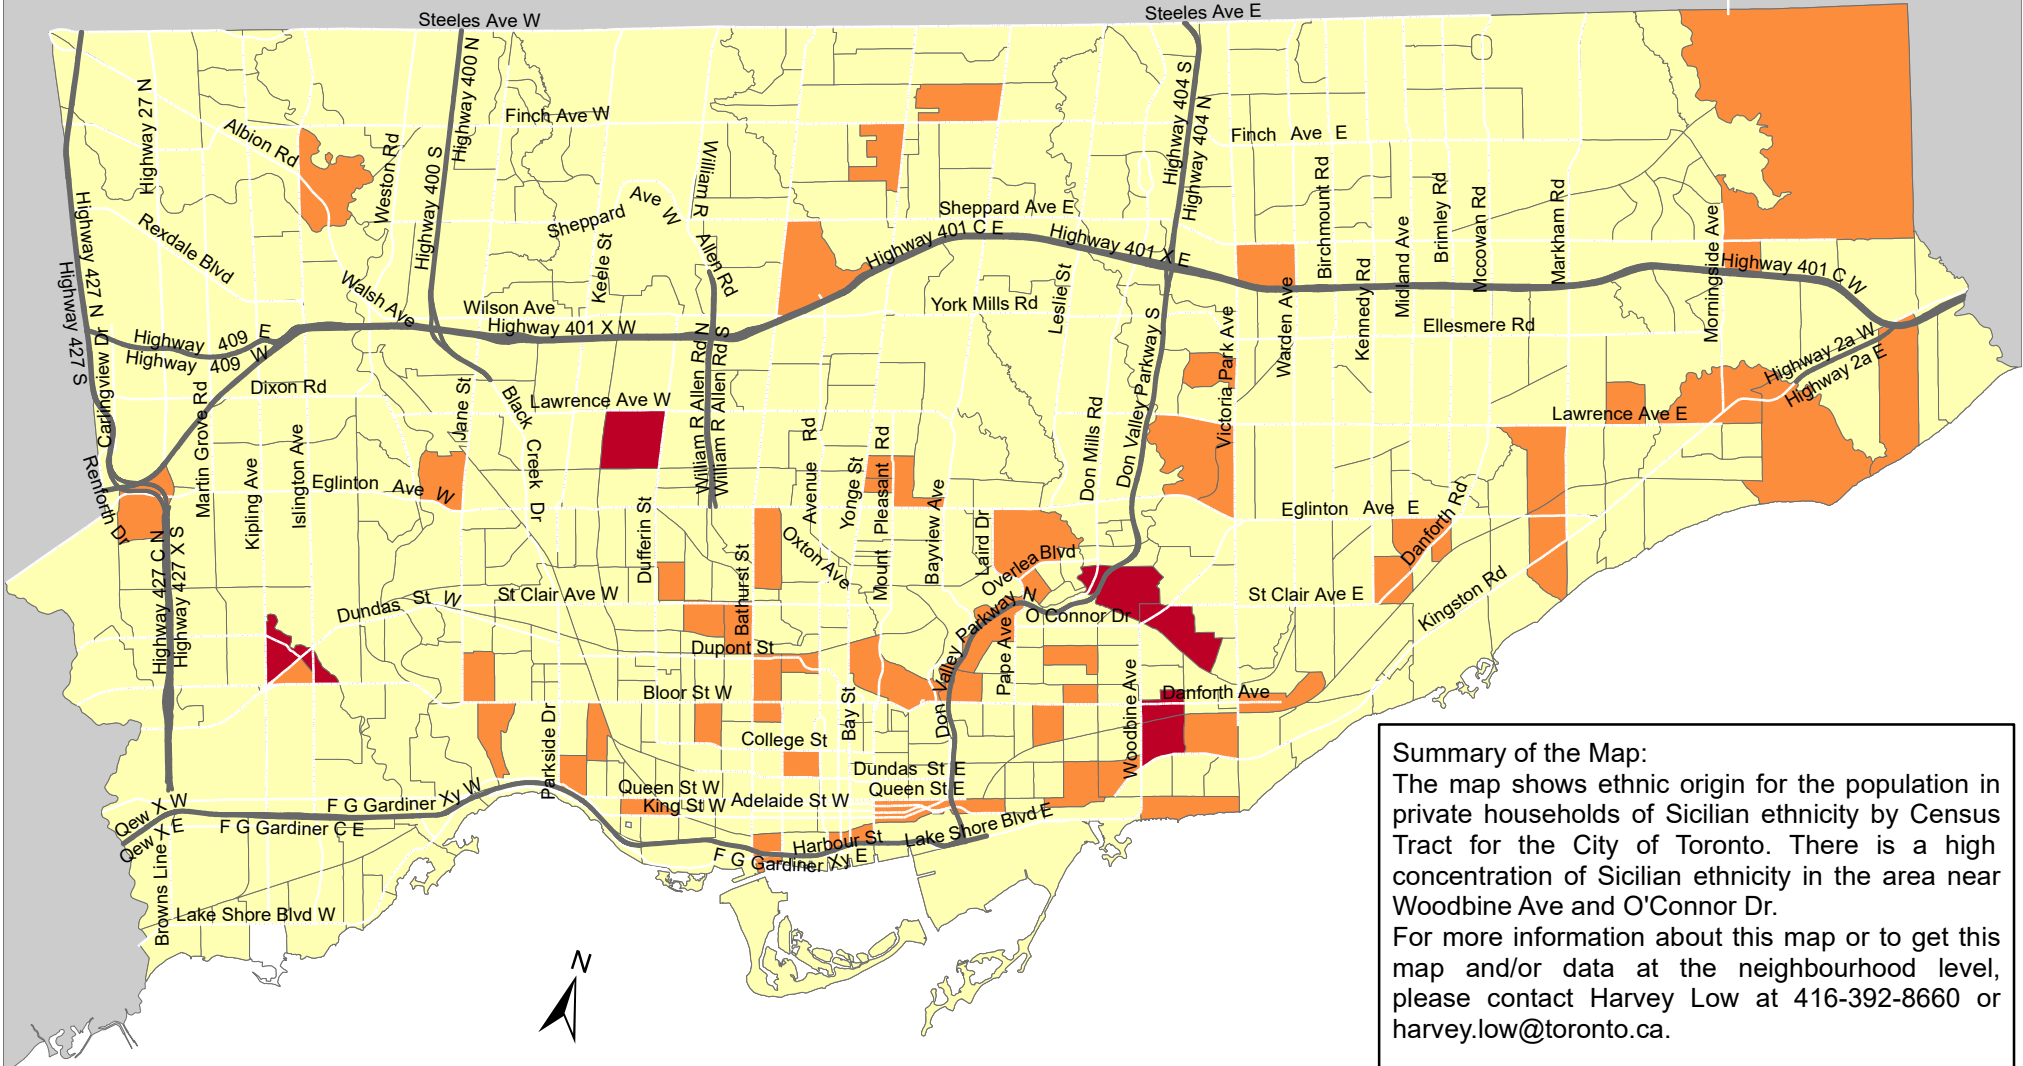 Steeles Ave W
Steeles Ave E
Highway 27 N
Albion Rd
Weston Rd
Highway 400 N
Highway 400 S
Finch Ave W
William R Allen Rd
Highway 404 S
Highway 404 N
Finch Ave E
Highway 427 N
Highway 427 S
Rexdale Blvd
Walsh Ave
Sheppard Ave W
Keele St
Sheppard Ave E
Highway 401 C E
Highway 401 X E
Birchmount Rd
Kennedy Rd
Midland Ave
Brimley Rd
Mccowan Rd
Markham Rd
Morningside Ave
Highway 401 C W
Wilson Ave
Highway 401 X W
York Mills Rd
Leslie St
Warden Ave
Ellesmere Rd
Highway 409 E
Highway 409 W
Carlingview Dr
Dixon Rd
Martin Grove Rd
Jane St
Black Creek Dr
Lawrence Ave W
William R Allen Rd N
William R Allen Rd S
Don Valley Parkway S
Victoria Park Ave
Highway 2a W
Highway 2a E
Lawrence Ave E
Renforth Dr
Kipling Ave
Islington Ave
Eglinton Ave W
Dufferin St
Bathurst St
Avenue Rd
Oxton Ave
Yonge St
Mount Pleasant Rd
Bayview Ave
Laird Dr
Don Mills Rd
Overlea Blvd
Eglinton Ave E
Danforth Rd
Kingston Rd
Highway 427 C N
Highway 427 X S
Dundas St W
St Clair Ave W
St Clair Ave E
Don Valley Parkway N
O Connor Dr
Pape Ave
Dupont St
Bloor St W
Bay St
Danforth Ave
Woodbine Ave
Parkside Dr
College St
Dundas St E
Queen St W
Queen St E
King St W
Adelaide St W
Qew X W
Qew X E
F G Gardiner Xy W
F G Gardiner C E
F G Gardiner Xy E
Harbour St
Lake Shore Blvd E
Browns Line
Lake Shore Blvd W
N
Summary of the Map:
The map shows ethnic origin for the population in
private households of Sicilian ethnicity by Census
Tract for the City of Toronto. There is a high
concentration of Sicilian ethnicity in the area near
Woodbine Ave and O'Connor Dr.
For more information about this map or to get this
map and/or data at the neighbourhood level,
please contact Harvey Low at 416-392-8660 or
harvey.low@toronto.ca.